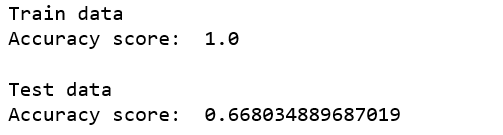 Train data
Accuracy score:  1.0
Test data
Accuracy score:  0.668034889687019